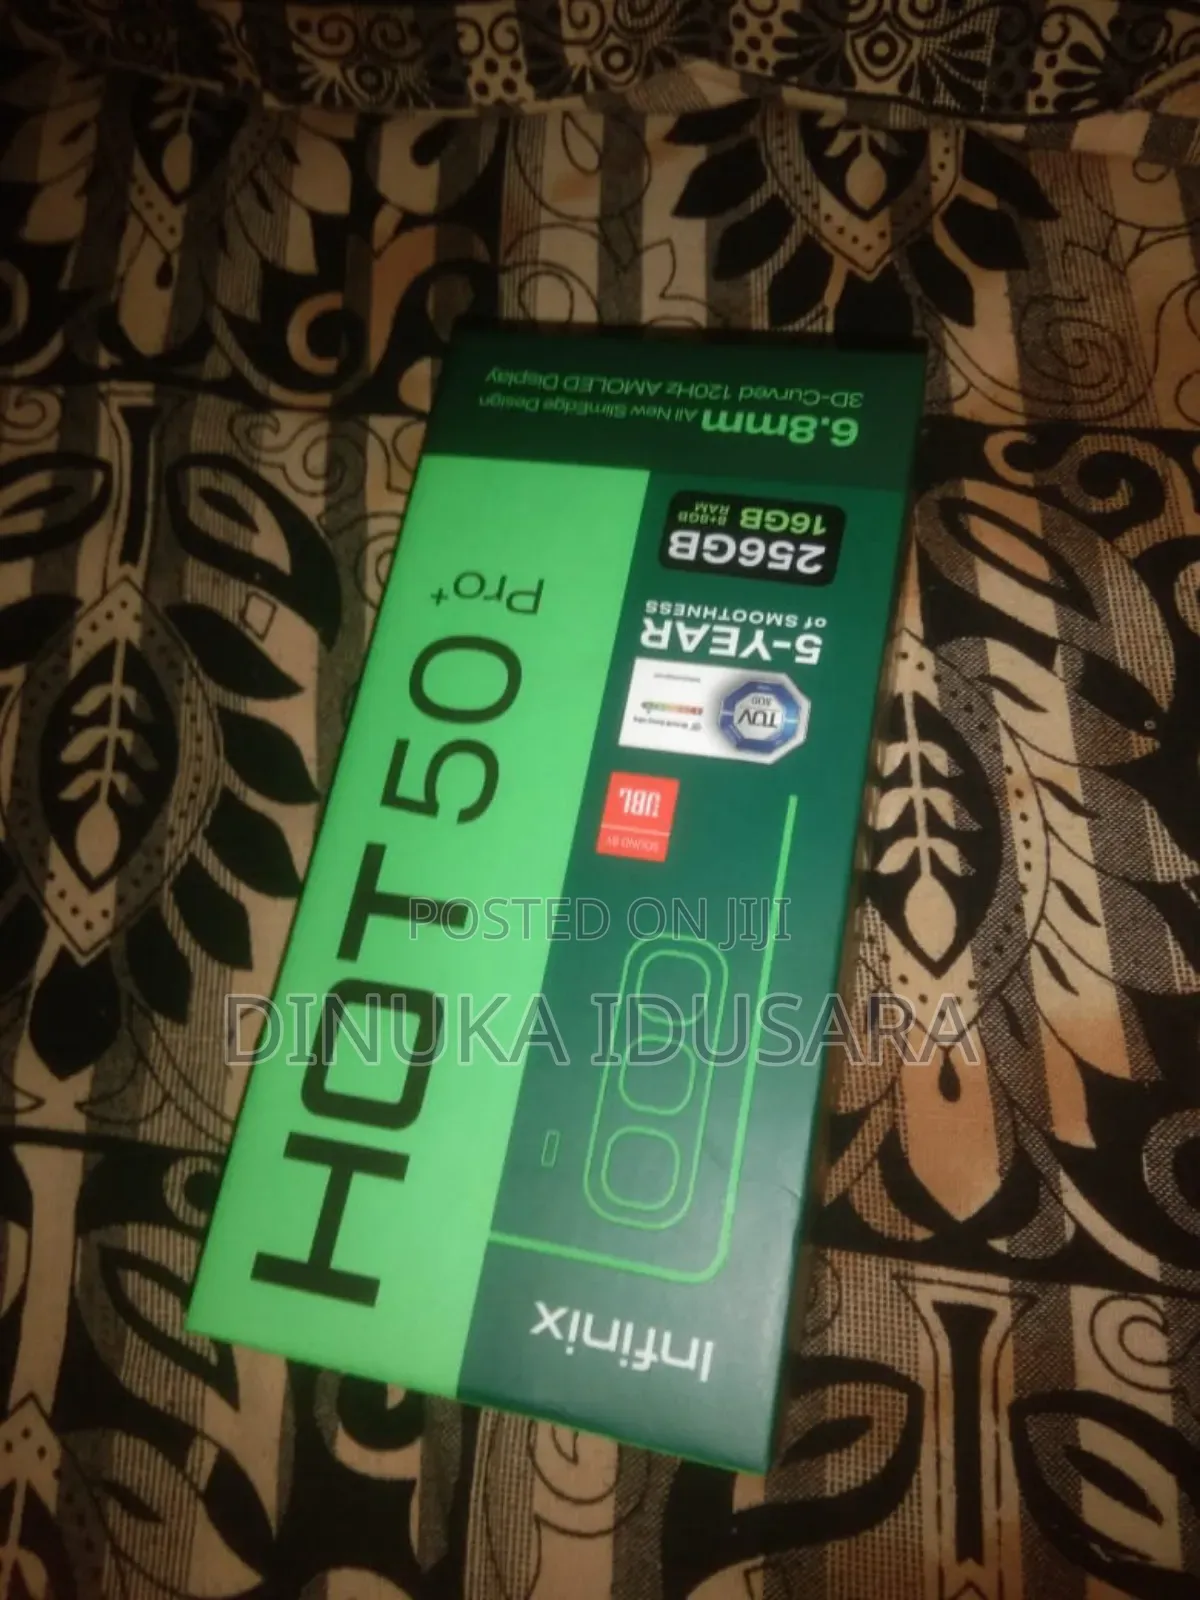 Infinix
HOT 50 Pro+
SOUND BY
JBL
TÜV
SÜD
5-YEAR
of SMOOTHNESS
256GB
16GB 8+8GB
RAM
6.8mm All New SlimEdge Design
3D-Curved 120Hz AMOLED Display
POSTED ON JIJI
DINUKA IDUSARA